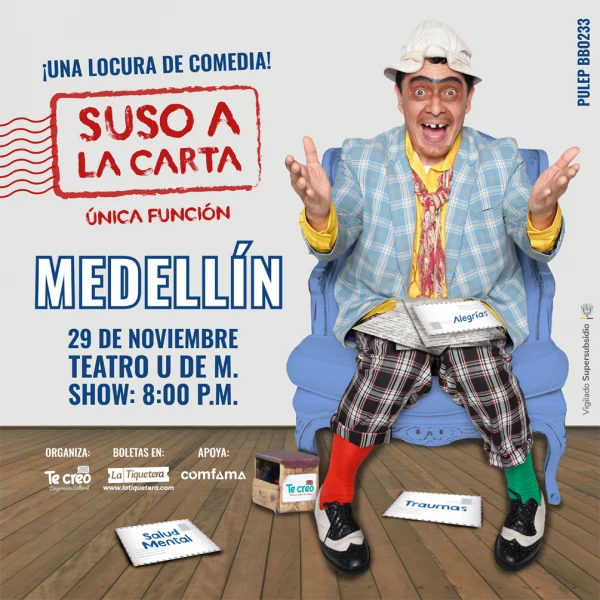 ¡UNA LOCURA DE COMEDIA!
SUSO A
LA CARTA
ÚNICA FUNCIÓN
MEDELLÍN
29 DE NOVIEMBRE
TEATRO U DE M.
SHOW: 8:00 P.M.
ORGANIZA:
Te creo
Corporación Cultural
BOLETAS EN:
La Tiquetera
www.latiquetera.com
APOYA:
comfama
PULEP BBO233
Vigilado Supersubsidio
Alegrías
Te creo
Traumas
Salud
Mental